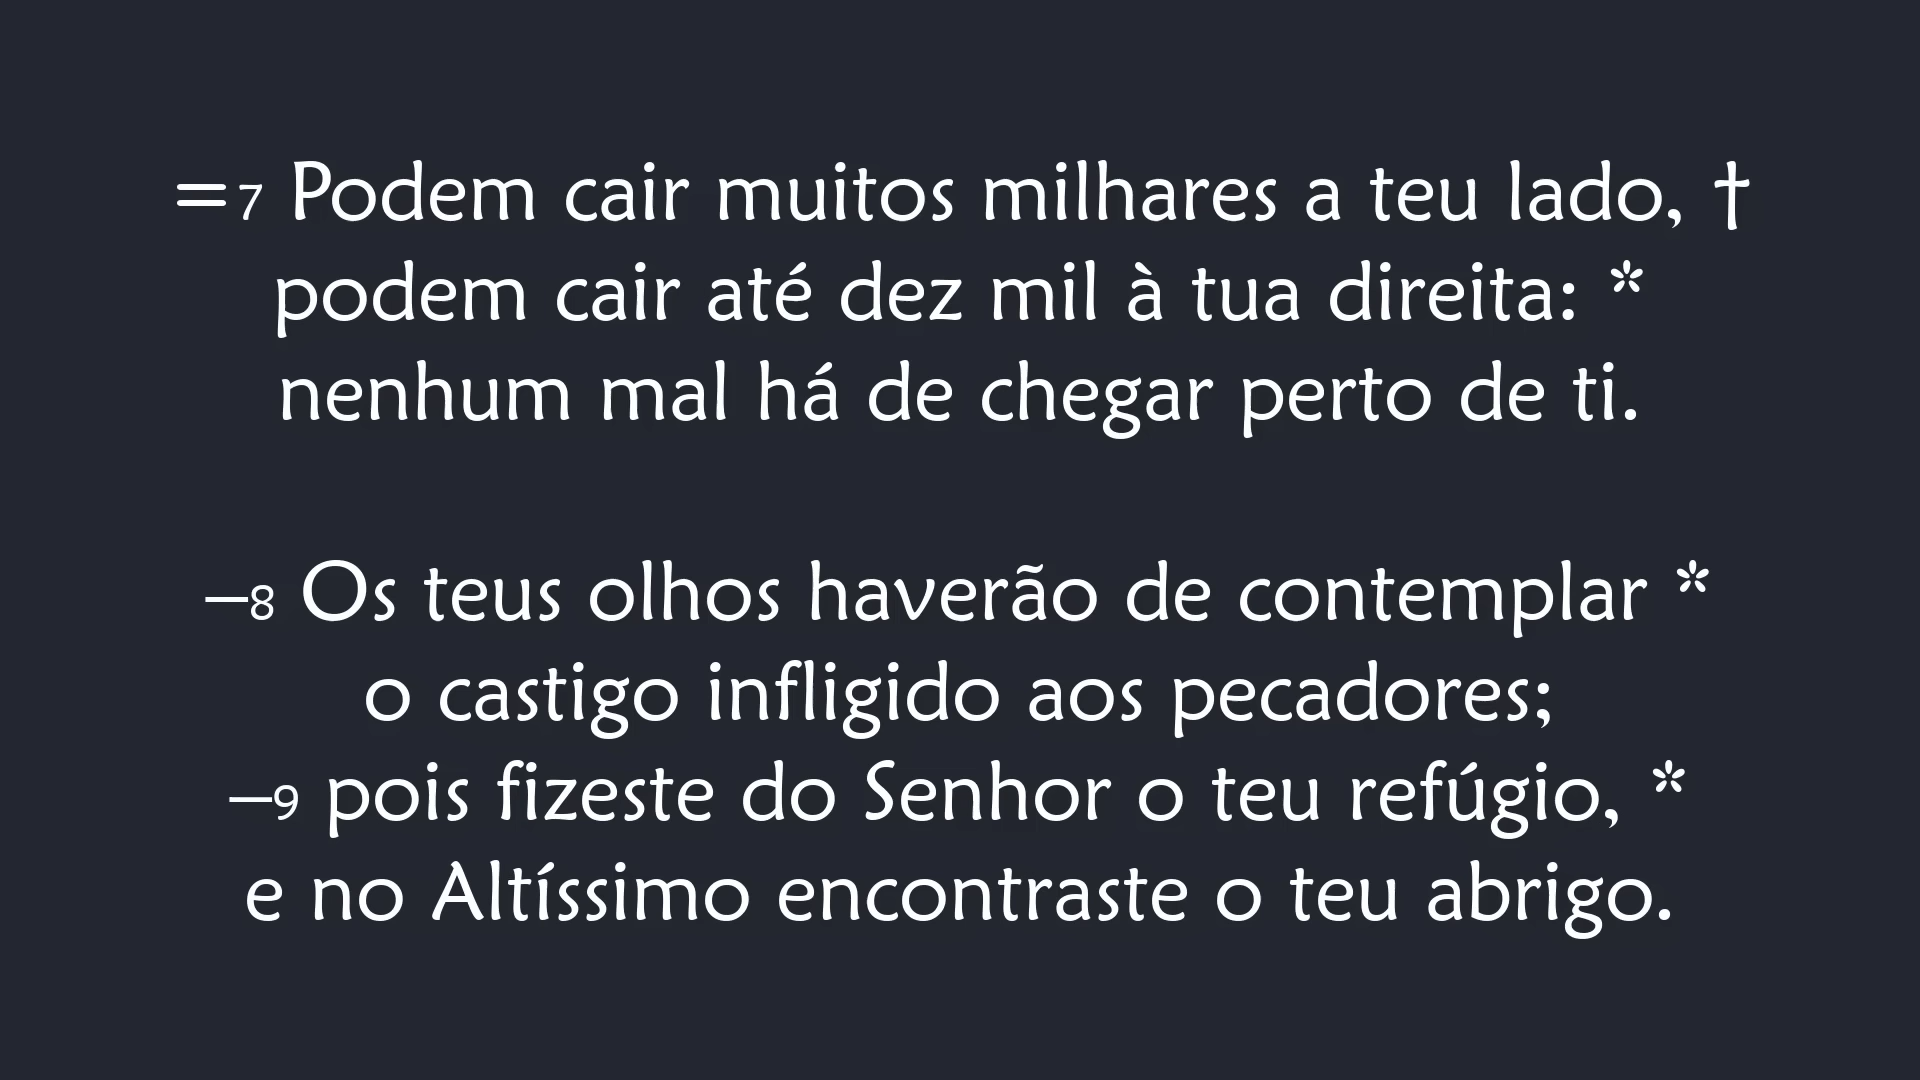 =7 Podem cair muitos milhares a teu lado, †
podem cair até dez mil à tua direita: *
nenhum mal há de chegar perto de ti.
–8 Os teus olhos haverão de contemplar *
o castigo infligido aos pecadores;
–9 pois fizeste do Senhor o teu refúgio, *
e no Altíssimo encontraste o teu abrigo.